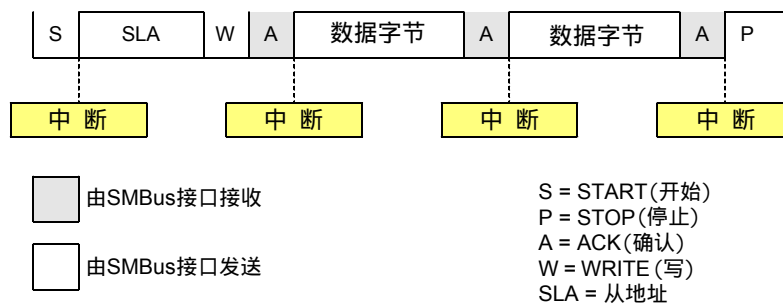 S SLA W A 数据字节 A 数据字节 A P
中 断 中 断 中 断 中 断
由SMBus接口接收
由SMBus接口发送
S = START(开始)
P = STOP(停止)
A = ACK(确认)
W = WRITE (写)
SLA = 从地址